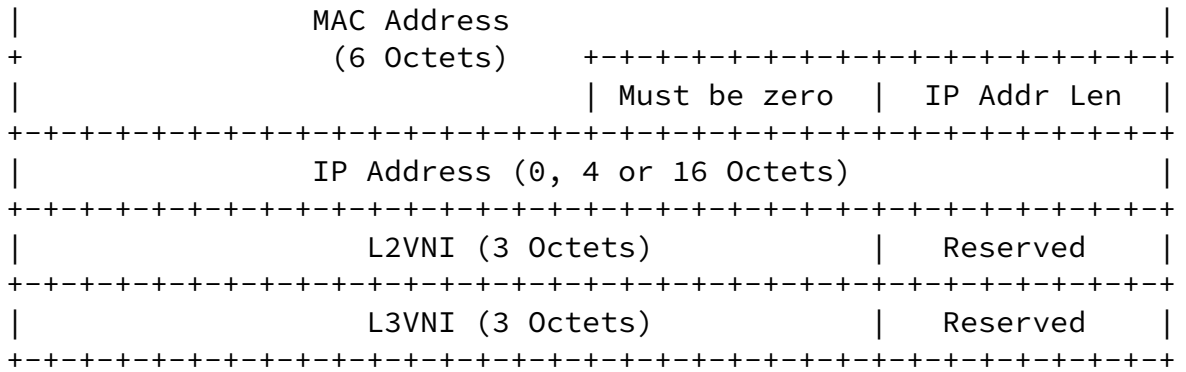 |                MAC Address                                    |
+                 (6 Octets)    +-+-+-+-+-+-+-+-+-+-+-+-+-+-+-+-+
|                               | Must be zero  |  IP Addr Len  |
+-+-+-+-+-+-+-+-+-+-+-+-+-+-+-+-+-+-+-+-+-+-+-+-+-+-+-+-+-+-+-+-+
|                IP Address (0, 4 or 16 Octets)                 |
+-+-+-+-+-+-+-+-+-+-+-+-+-+-+-+-+-+-+-+-+-+-+-+-+-+-+-+-+-+-+-+-+
|                   L2VNI (3 Octets)            |   Reserved    |
+-+-+-+-+-+-+-+-+-+-+-+-+-+-+-+-+-+-+-+-+-+-+-+-+-+-+-+-+-+-+-+-+
|                   L3VNI (3 Octets)            |   Reserved    |
+-+-+-+-+-+-+-+-+-+-+-+-+-+-+-+-+-+-+-+-+-+-+-+-+-+-+-+-+-+-+-+-+